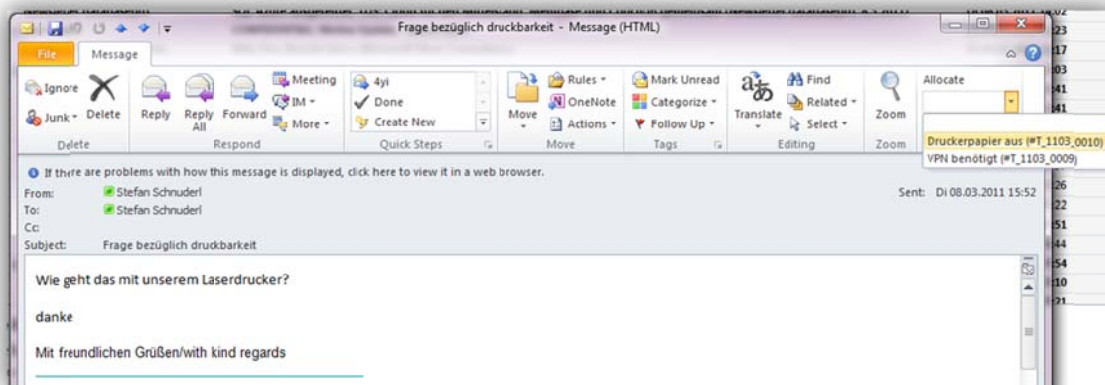 Frage bezüglich druckbarkeit - Message (HTML)
File Message
Ignore Meeting 4yi Rules Mark Unread Find Allocate
IM Done OneNote Categorize Related
Junk Delete Reply Reply All Forward More Create New Move Actions Follow Up Translate Select Zoom
Delete Respond Quick Steps Move Tags Editing Zoom
Druckerpapier aus (#T_1103_0010)
VPN benötigt (#T_1103_0009)
If there are problems with how this message is displayed, click here to view it in a web browser.
From: Stefan Schnuderl Sent: Di 08.03.2011 15:52
To: Stefan Schnuderl
Cc:
Subject: Frage bezüglich druckbarkeit
Wie geht das mit unserem Laserdrucker?
danke
Mit freundlichen Grüßen/with kind regards